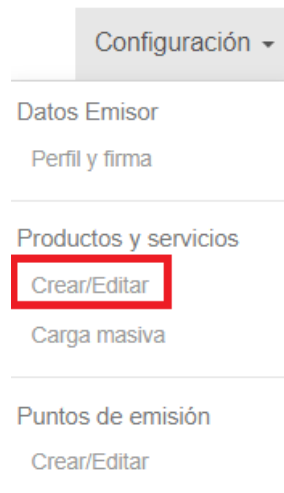 Configuración
Datos Emisor
Perfil y firma
Productos y servicios
Crear/Editar
Carga masiva
Puntos de emisión
Crear/Editar